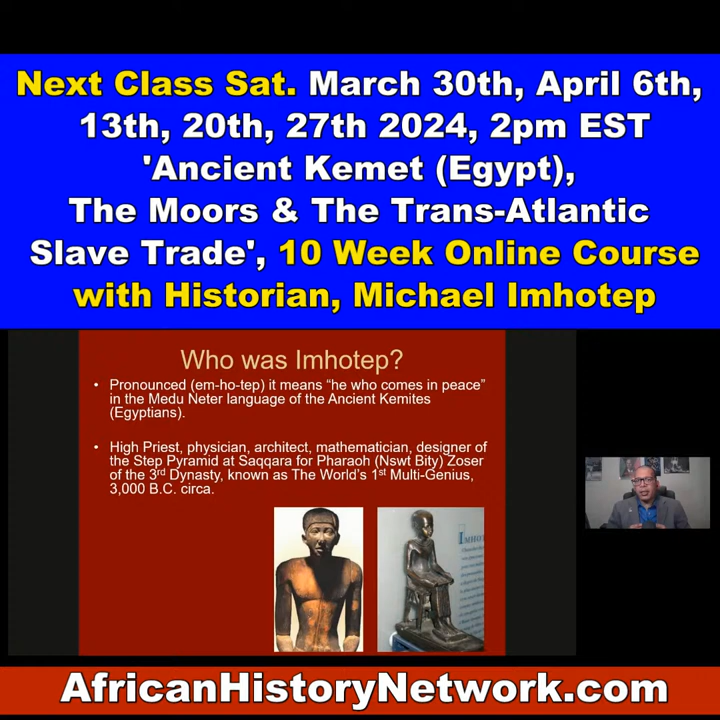 Next Class Sat. March 30th, April 6th,
13th, 20th, 27th 2024, 2pm EST
'Ancient Kemet (Egypt),
The Moors & The Trans-Atlantic
Slave Trade', 10 Week Online Course
with Historian, Michael Imhotep
Who was Imhotep?
• Pronounced (em-ho-tep) it means “he who comes in peace”
in the Medu Neter language of the Ancient Kemites
(Egyptians).
• High Priest, physician, architect, mathematician, designer of
the Step Pyramid at Saqqara for Pharaoh (Nswt Bity) Zoser
of the 3rd Dynasty, known as The World's 1st Multi-Genius,
3,000 B.C. circa.
AfricanHistoryNetwork.com